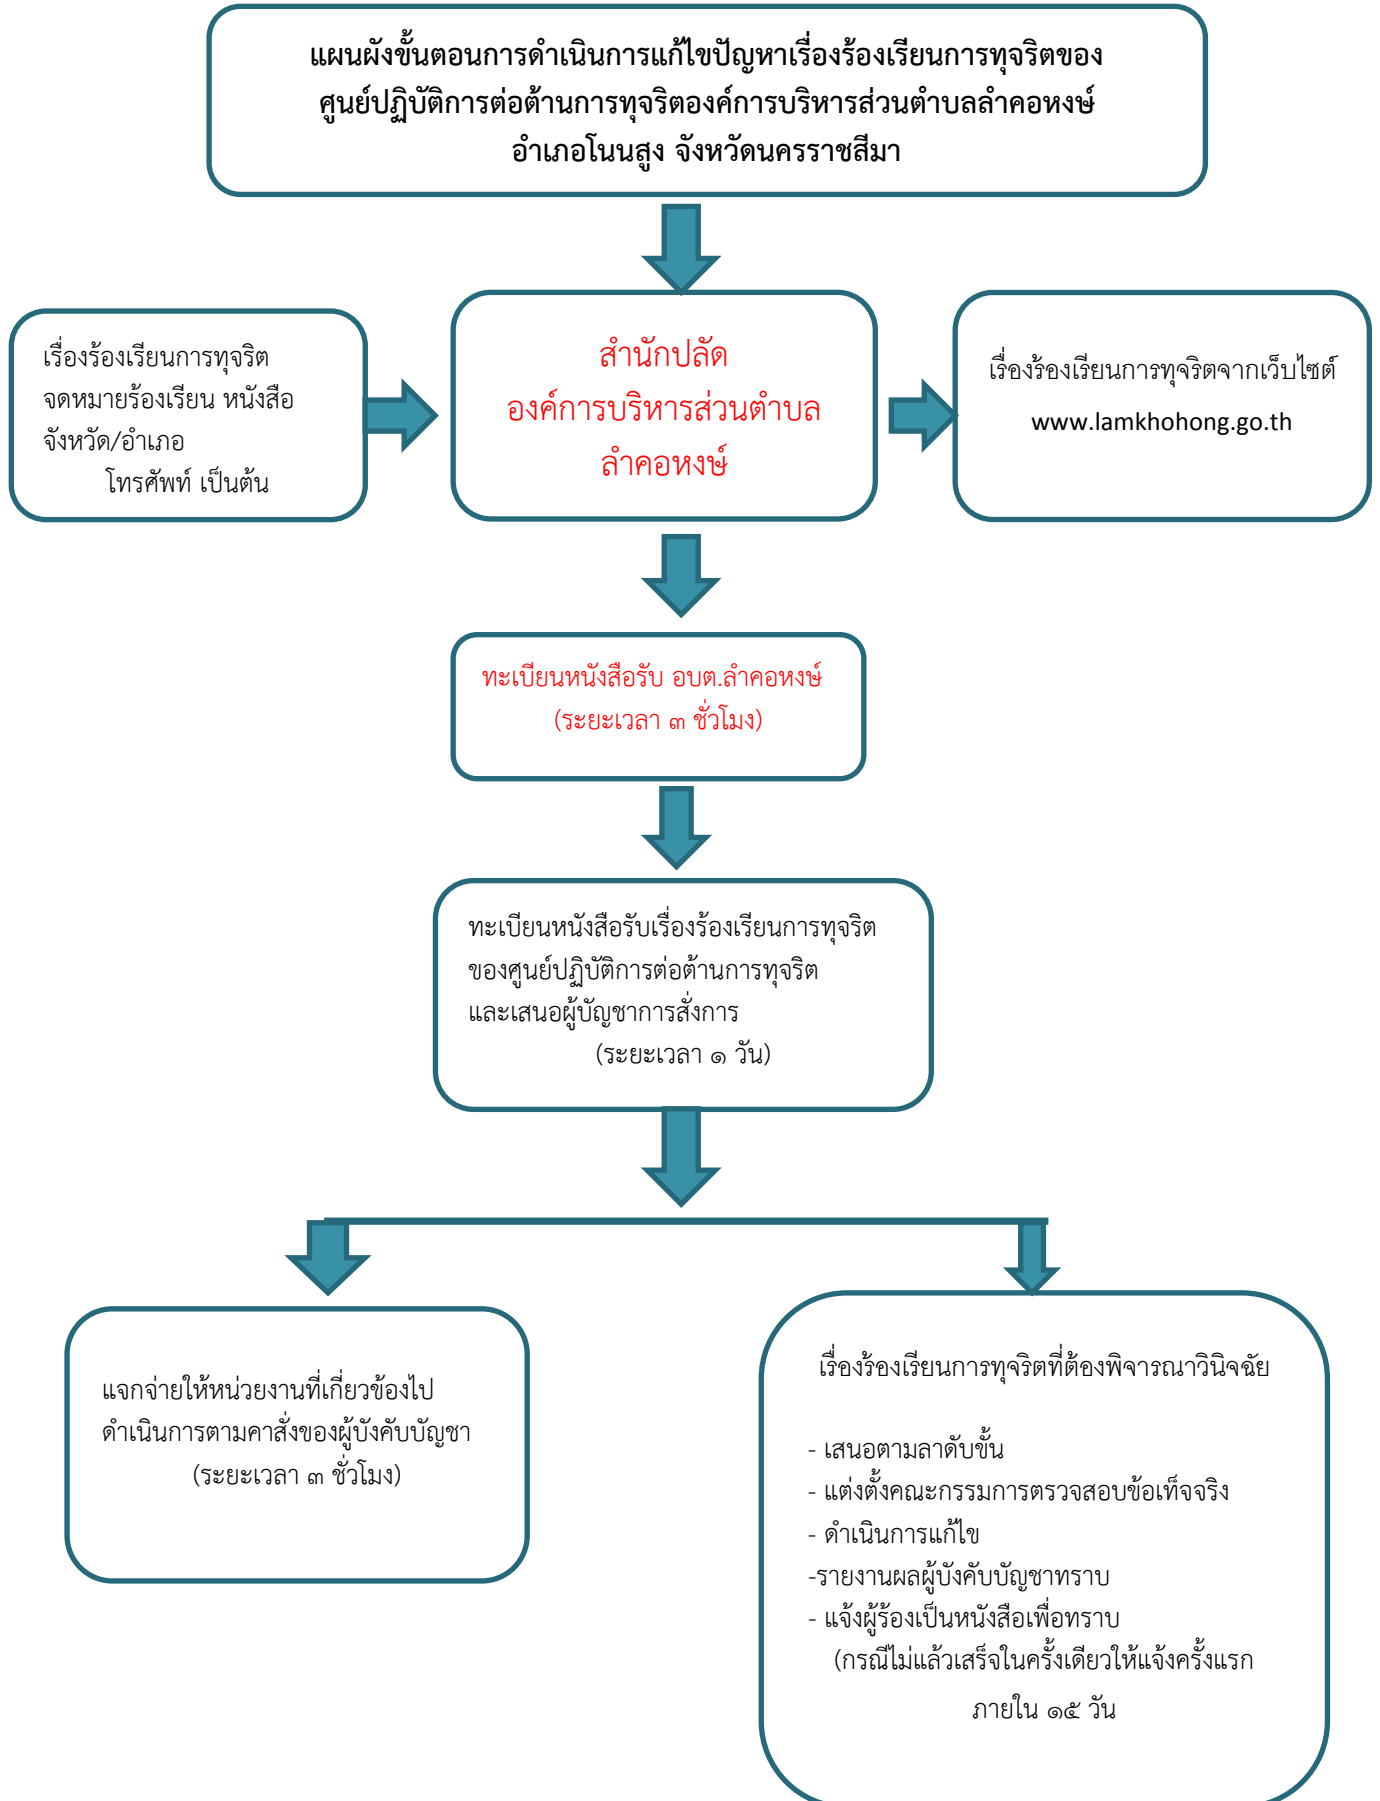 แผนผังขั้นตอนการดำเนินการแก้ไขปัญหาเรื่องร้องเรียนการทุจริตของ
ศูนย์ปฏิบัติการต่อต้านการทุจริตองค์การบริหารส่วนตำบลลำคอหงษ์
อำเภอโนนสูง จังหวัดนครราชสีมา
เรื่องร้องเรียนการทุจริต
จดหมายร้องเรียน หนังสือ
จังหวัด/อำเภอ
โทรศัพท์ เป็นต้น
สำนักปลัด
องค์การบริหารส่วนตำบล
ลำคอหงษ์
เรื่องร้องเรียนการทุจริตจากเว็บไซต์
www.lamkhohong.go.th
ทะเบียนหนังสือรับ อบต.ลำคอหงษ์
(ระยะเวลา ๓ ชั่วโมง)
ทะเบียนหนังสือรับเรื่องร้องเรียนการทุจริต
ของศูนย์ปฏิบัติการต่อต้านการทุจริต
และเสนอผู้บัญชาการสั่งการ
(ระยะเวลา ๑ วัน)
แจกจ่ายให้หน่วยงานที่เกี่ยวข้องไป
ดำเนินการตามคาสั่งของผู้บังคับบัญชา
(ระยะเวลา ๓ ชั่วโมง)
เรื่องร้องเรียนการทุจริตที่ต้องพิจารณาวินิจฉัย
- เสนอตามลาดับขั้น
- แต่งตั้งคณะกรรมการตรวจสอบข้อเท็จจริง
- ดำเนินการแก้ไข
-รายงานผลผู้บังคับบัญชาทราบ
- แจ้งผู้ร้องเป็นหนังสือเพื่อทราบ
(กรณีไม่แล้วเสร็จในครั้งเดียวให้แจ้งครั้งแรก
ภายใน ๑๕ วัน